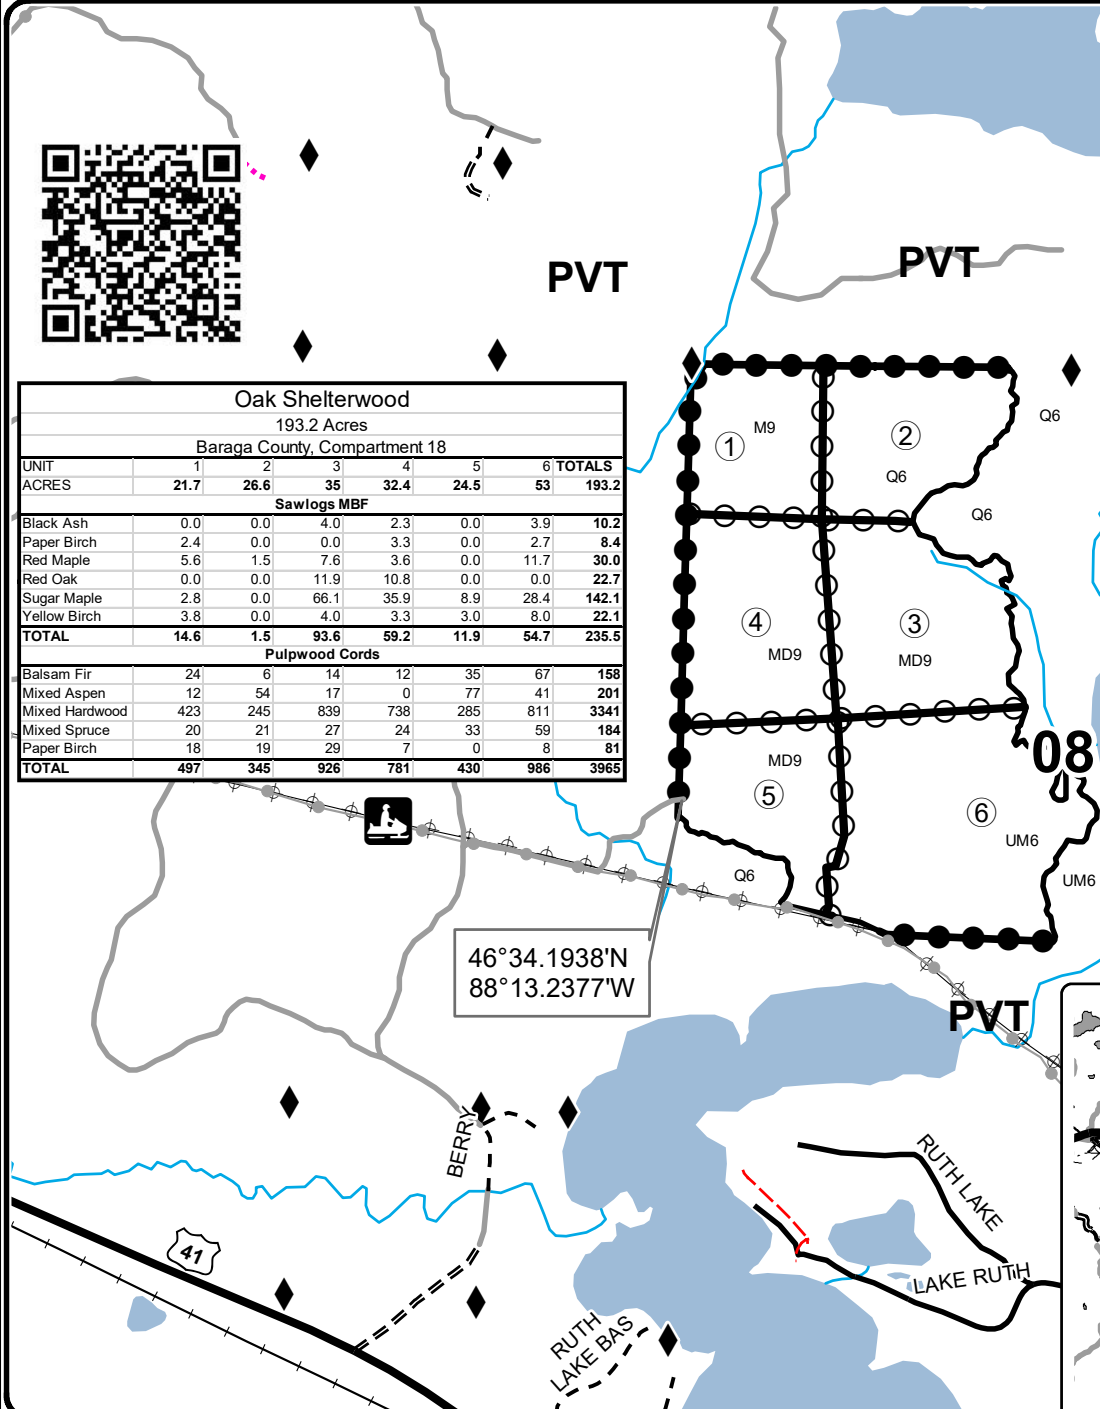 PVT
PVT
Oak Shelterwood
193.2 Acres
Baraga County, Compartment 18
UNIT 1 2 3 4 5 6 TOTALS
ACRES 21.7 26.6 35 32.4 24.5 53 193.2
Sawlogs MBF
Black Ash 0.0 0.0 4.0 2.3 0.0 3.9 10.2
Paper Birch 2.4 0.0 0.0 3.3 0.0 2.7 8.4
Red Maple 5.6 1.5 7.6 3.6 0.0 11.7 30.0
Red Oak 0.0 0.0 11.9 10.8 0.0 0.0 22.7
Sugar Maple 2.8 0.0 66.1 35.9 8.9 28.4 142.1
Yellow Birch 3.8 0.0 4.0 3.3 3.0 8.0 22.1
TOTAL 14.6 1.5 93.6 59.2 11.9 54.7 235.5
Pulpwood Cords
Balsam Fir 24 6 14 12 35 67 158
Mixed Aspen 12 54 17 0 77 41 201
Mixed Hardwood 423 245 839 738 285 811 3341
Mixed Spruce 20 21 27 24 33 59 184
Paper Birch 18 19 29 7 0 8 81
TOTAL 497 345 926 781 430 986 3965
1
M9
2
Q6
Q6
Q6
4
MD9
3
MD9
08
MD9
5
6
UM6
UM6
Q6
46°34.1938'N
88°13.2377'W
PVT
BERRY
41
RUTH LAKE
LAKE RUTH
RUTH
LAKE BAS